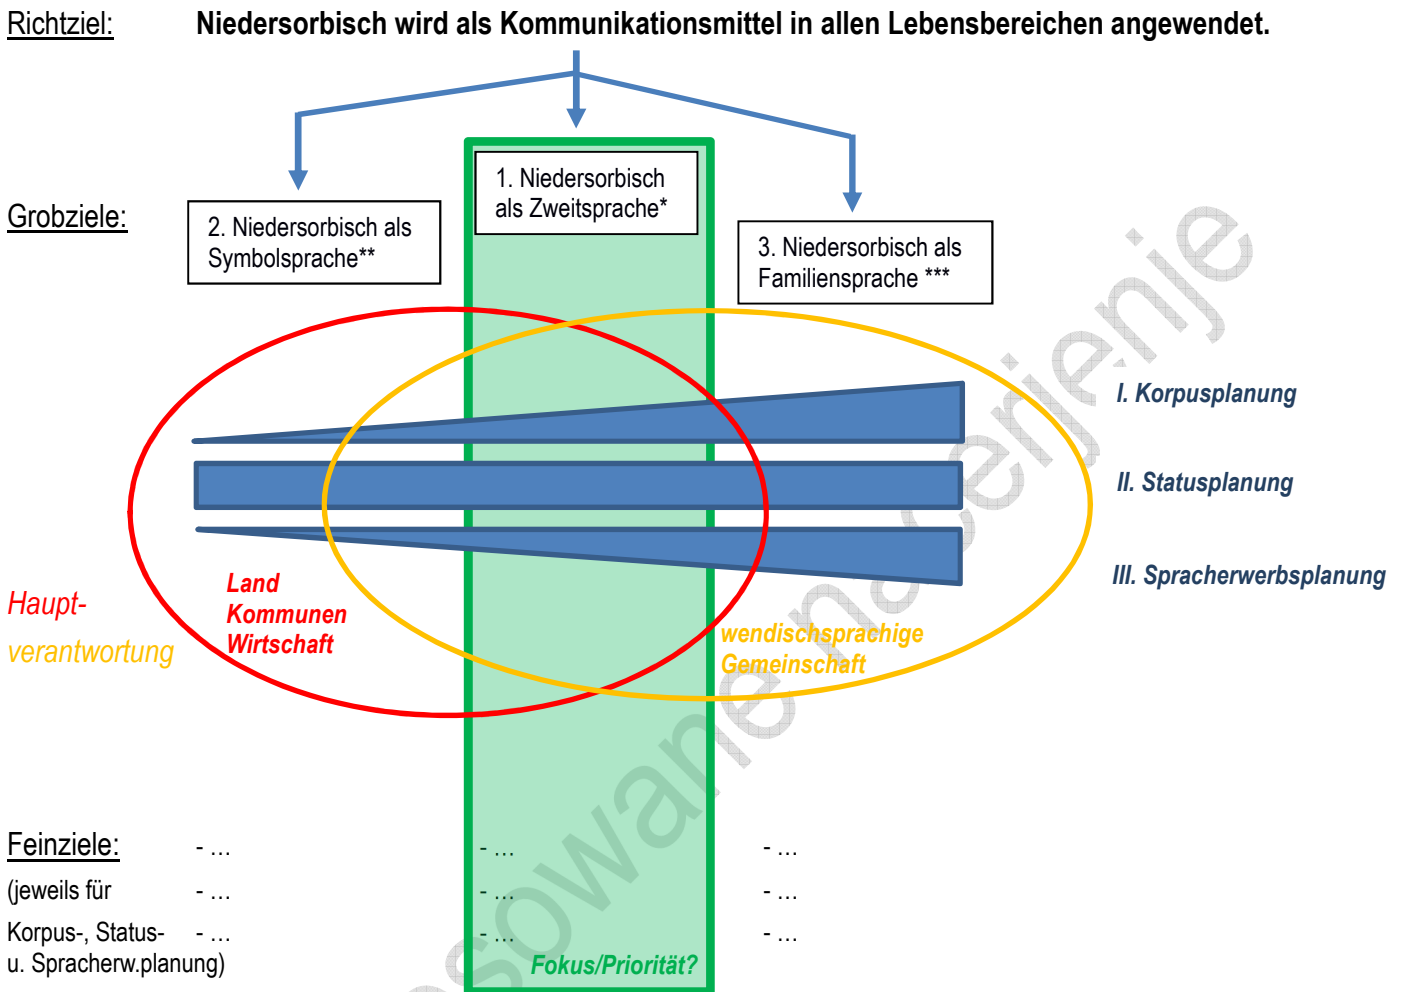 Richtziel: Niedersorbisch wird als Kommunikationsmittel in allen Lebensbereichen angewendet.
Grobziele:
2. Niedersorbisch als
Symbolsprache**
1. Niedersorbisch
als Zweitsprache*
3. Niedersorbisch als
Familiensprache ***
I. Korpusplanung
II. Statusplanung
III. Spracherwerbsplanung
Haupt-
verantwortung
Land
Kommunen
Wirtschaft
wendischsprachige
Gemeinschaft
Feinziele: - … - … - …
(jeweils für - … - … - …
Korpus-, Status- - … - … - …
u. Spracherw.planung)
Fokus/Priorität?